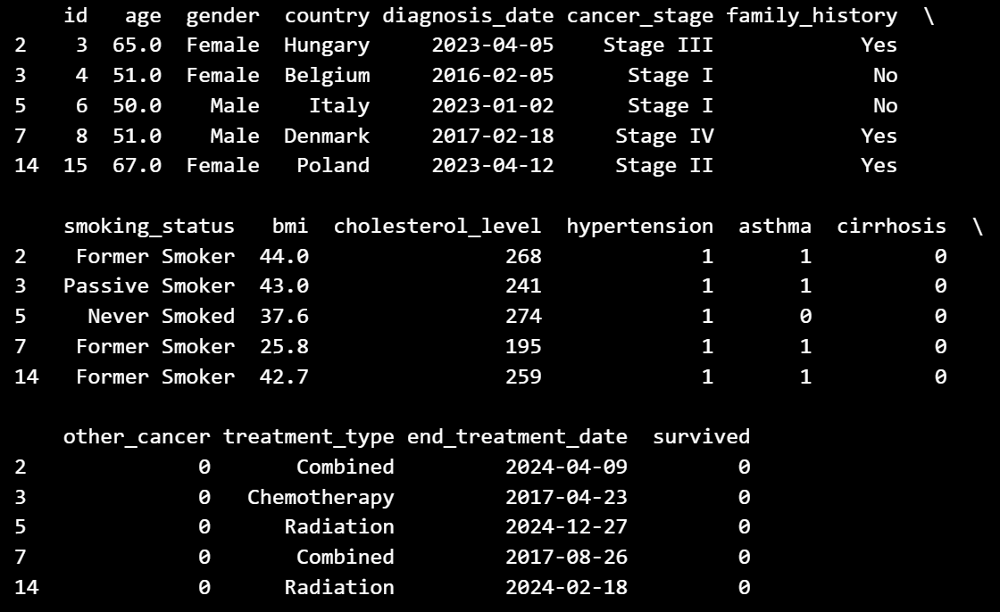 id   age  gender  country diagnosis_date cancer_stage family_history  \
2    3  65.0  Female  Hungary     2023-04-05    Stage III            Yes
3    4  51.0  Female  Belgium     2016-02-05      Stage I             No
5    6  50.0    Male    Italy     2023-01-02      Stage I             No
7    8  51.0    Male  Denmark     2017-02-18     Stage IV            Yes
14  15  67.0  Female   Poland     2023-04-12     Stage II            Yes

    smoking_status   bmi  cholesterol_level  hypertension  asthma  cirrhosis  \
2    Former Smoker  44.0                268             1       1          0
3   Passive Smoker  43.0                241             1       1          0
5     Never Smoked  37.6                274             1       0          0
7    Former Smoker  25.8                195             1       1          0
14   Former Smoker  42.7                259             1       1          0

    other_cancer treatment_type end_treatment_date  survived
2              0       Combined         2024-04-09         0
3              0   Chemotherapy         2017-04-23         0
5              0      Radiation         2024-12-27         0
7              0       Combined         2017-08-26         0
14             0      Radiation         2024-02-18         0